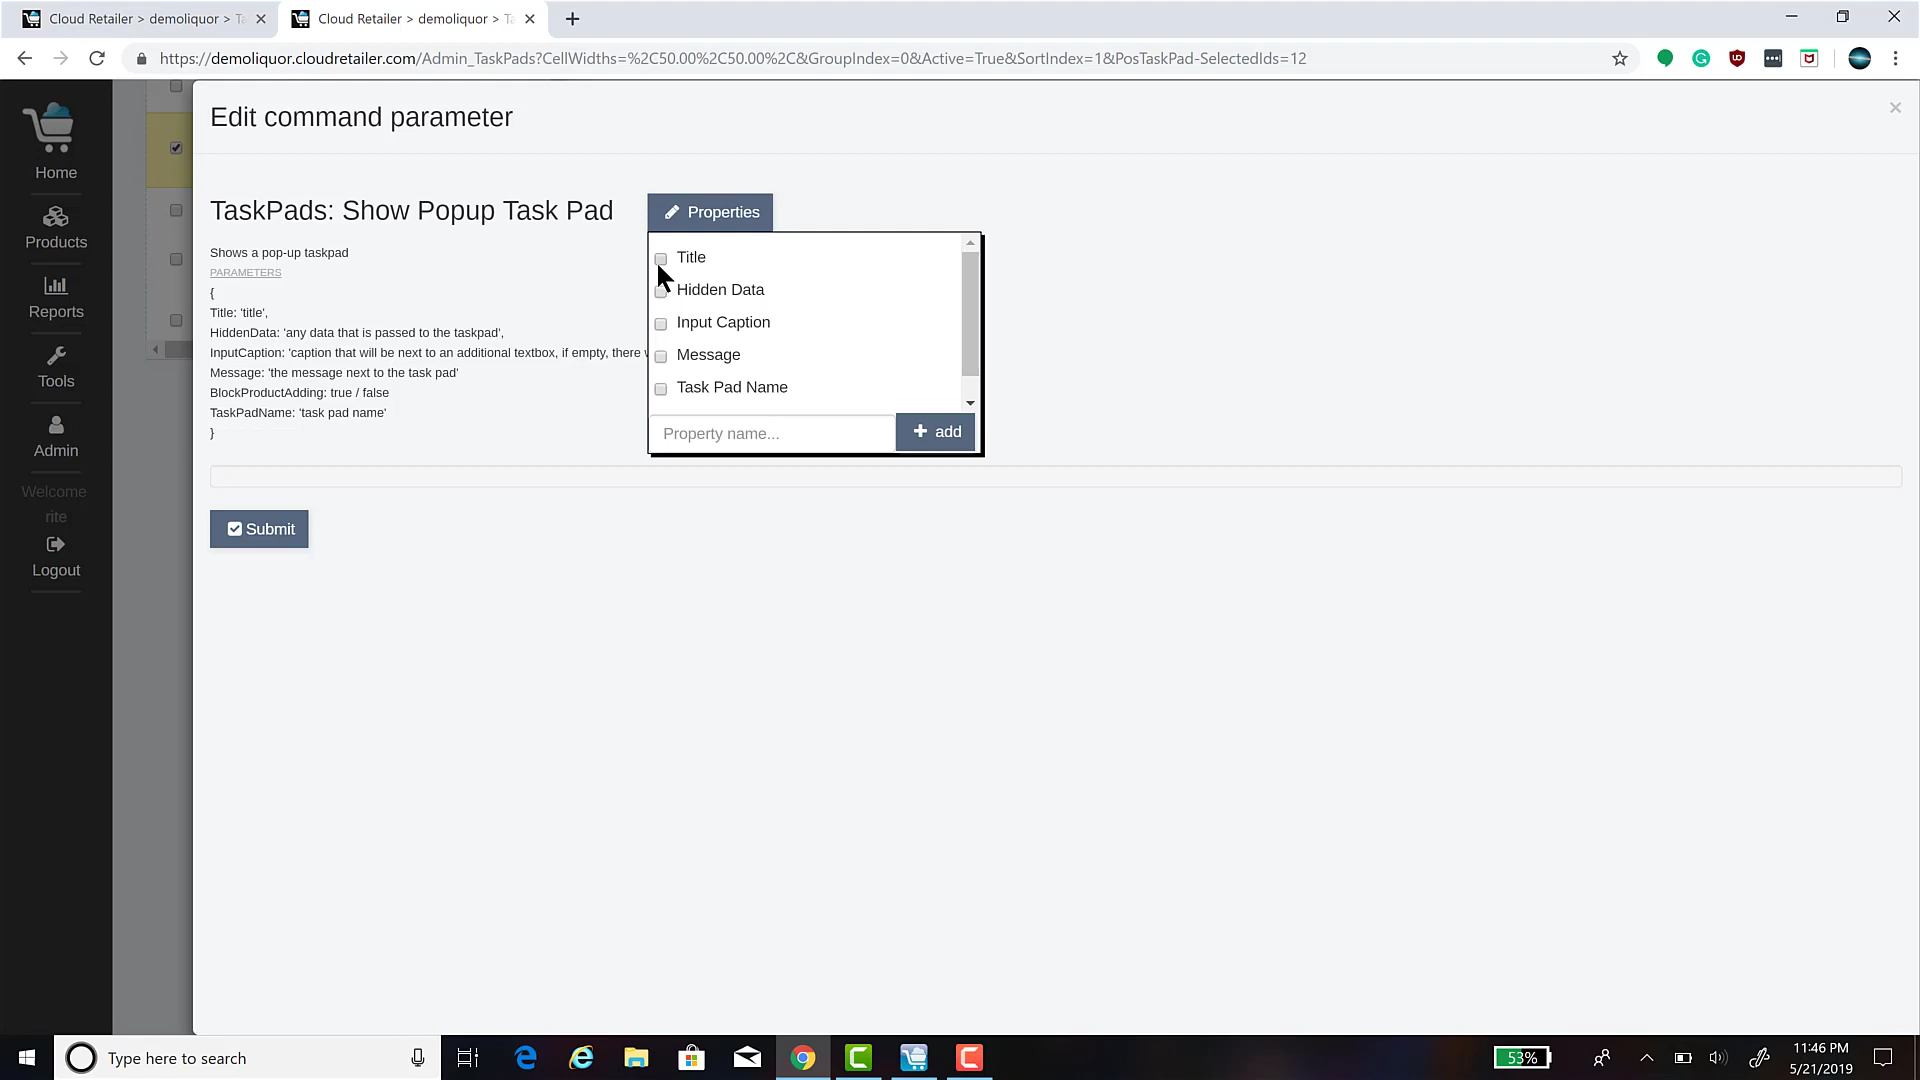 Cloud Retailer > demoliquor > Ta
Cloud Retailer > demoliquor > Ta
https://demoliquor.cloudretailer.com/Admin_TaskPads?CellWidths=%2C50.00%2C50.00%2C&GroupIndex=0&Active=True&SortIndex=1&PosTaskPad-SelectedIds=12
Edit command parameter
Home
Products
Reports
Tools
Admin
Welcome
rite
Logout
TaskPads: Show Popup Task Pad
Properties
Shows a pop-up taskpad
PARAMETERS
{
Title: 'title',
HiddenData: 'any data that is passed to the taskpad',
InputCaption: 'caption that will be next to an additional textbox, if empty, there
Message: 'the message next to the task pad'
BlockProductAdding: true / false
TaskPadName: 'task pad name'
}
Title
Hidden Data
Input Caption
Message
Task Pad Name
Property name...
add
Submit
Type here to search
53%
11:46 PM
5/21/2019